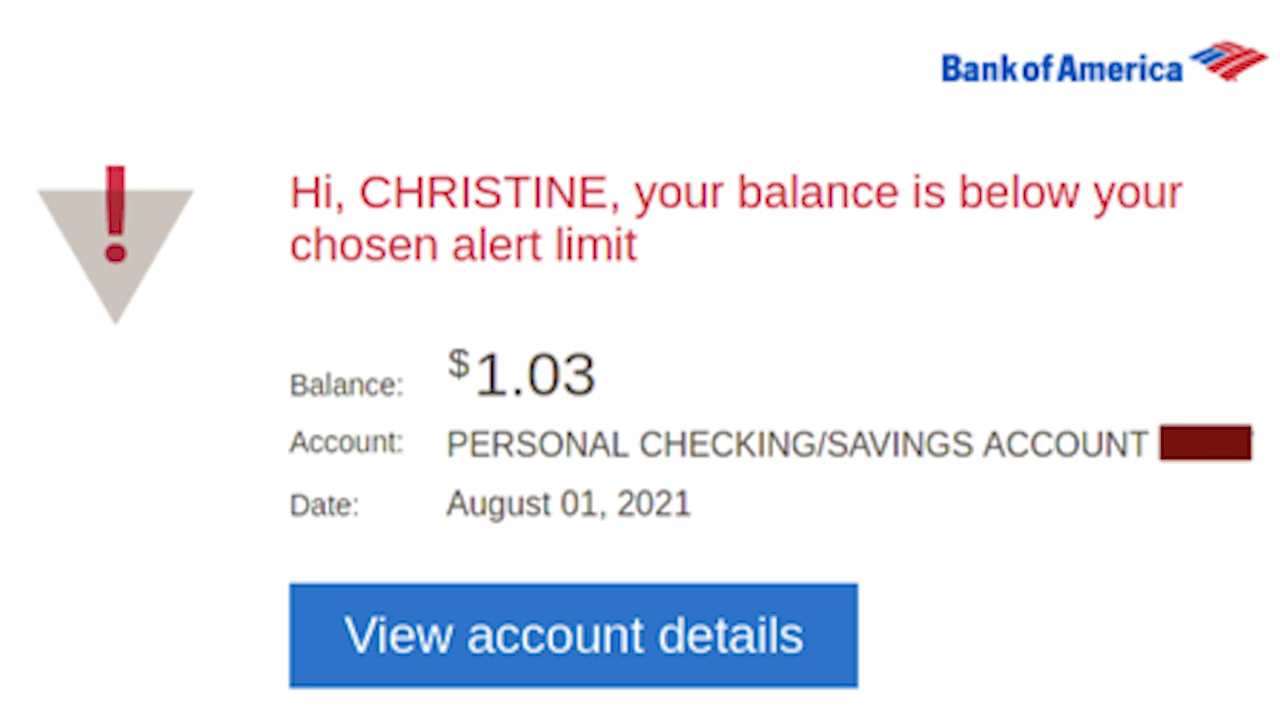 Bank of America
Hi, CHRISTINE, your balance is below your
chosen alert limit
Balance: $1.03
Account: PERSONAL CHECKING/SAVINGS ACCOUNT
Date: August 01, 2021
View account details